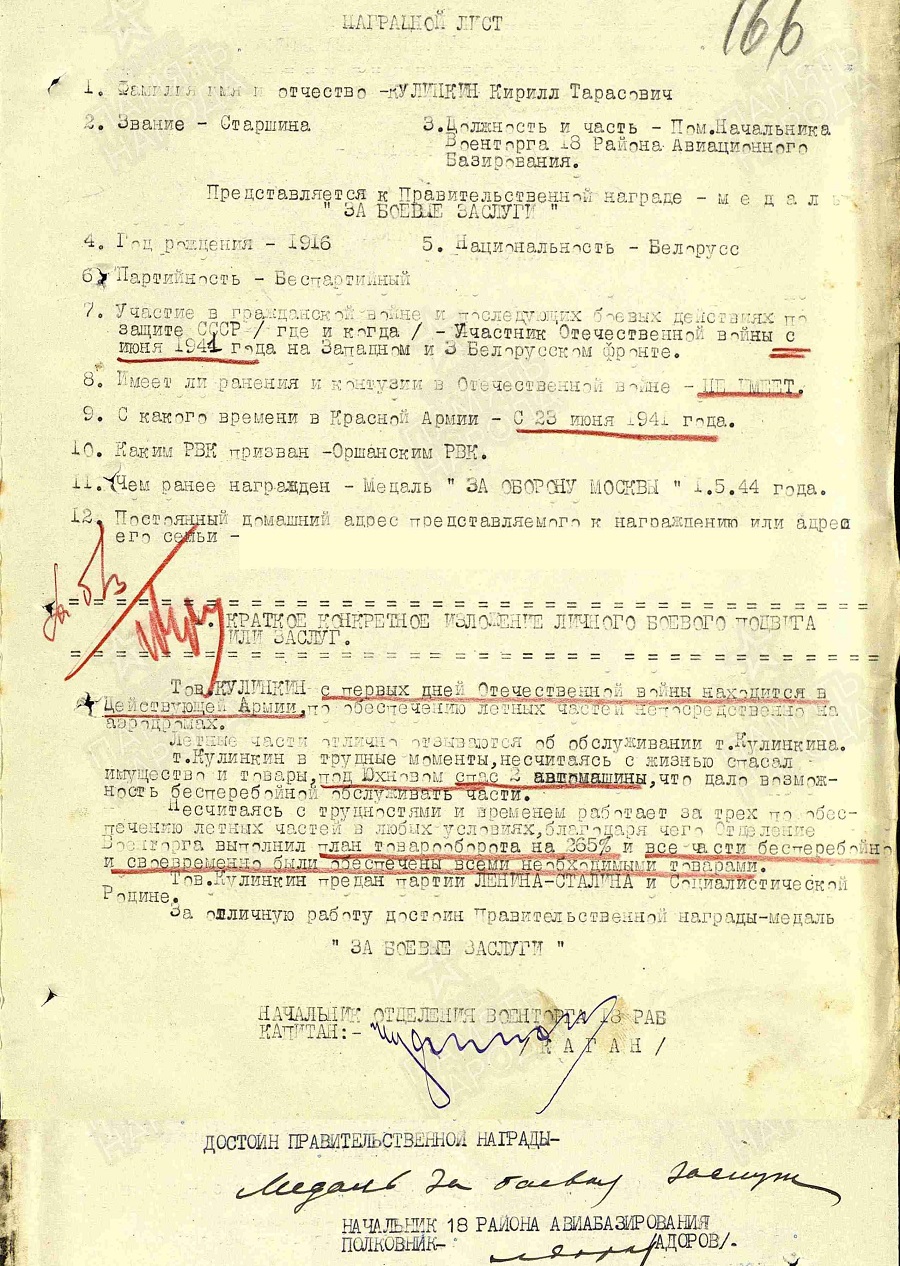 НАГРАДНОЙ ЛИСТ
166
1. Фамилия имя и отчество -КУЛИНКИН Кирилл Тарасович
2. Звание - Старшина
3.Должность и часть - Пом.Начальника
Военторга 18 Района Авиационного
Базирования.
Представляется к Правительственной награде - м е д а л ь
" ЗА БОЕВЫЕ ЗАСЛУГИ "
4. Год рождения - 1916
5. Национальность - Белорусс
6. Партийность - Беспартийный
7. Участие в гражданской войне и последующих боевых действиях по
защите СССР / где и когда / - Участник Отечественной войны с
июня 1941 года на Западном и 3 Белорусском фронте.
8. Имеет ли ранения и контузии в Отечественной войне - НЕ ИМЕЕТ.
9. С какого времени в Красной Армии - С 23 июня 1941 года.
10. Каким РВК призван -Оршанским РВК.
11. Чем ранее награжден - Медаль " ЗА ОБОРОНУ МОСКВЫ " 1.5.44 года.
12. Постоянный домашний адрес представляемого к награждению или адрес
его семьи -
За бз
КРАТКОЕ КОНКРЕТНОЕ ИЗЛОЖЕНИЕ ЛИЧНОГО БОЕВОГО ПОДВИГА
ИЛИ ЗАСЛУГ.
Тов.КУЛИНКИН с первых дней Отечественной войны находится в
Действующей Армии,по обеспечению летных частей непосредственно на
аэродромах.
Летные части отлично отзываются об обслуживании т.Кулинкина.
т.Кулинкин в трудные моменты,несчитаясь с жизнью спасал
имущество и товары,под Юхновом спас 2 автомашины,что дало возмож-
ность бесперебойной обслуживать части.
Несчитаясь с трудностями и временем работает за трех по обес-
печению летных частей в любых условиях,благодаря чего Отделение
Военторга выполнил план товарооборота на 265% и все части бесперебойно
и своевременно были обеспечены всеми необходимыми товарами.
Тов.Кулинкин предан партии ЛЕНИНА-СТАЛИНА и Социалистической
Родине.
За отличную работу достоин Правительственной награды-медаль
" ЗА БОЕВЫЕ ЗАСЛУГИ "
НАЧАЛЬНИК ОТДЕЛЕНИЯ ВОЕНТОРГА 18 РАБ
КАПИТАН:-
/ К А Г А Н /
ДОСТОИН ПРАВИТЕЛЬСТВЕННОЙ НАГРАДЫ-
Медаль За боевые заслуги
НАЧАЛЬНИК 18 РАЙОНА АВИАБАЗИРОВАНИЯ
ПОЛКОВНИК- /АДОРОВ/.